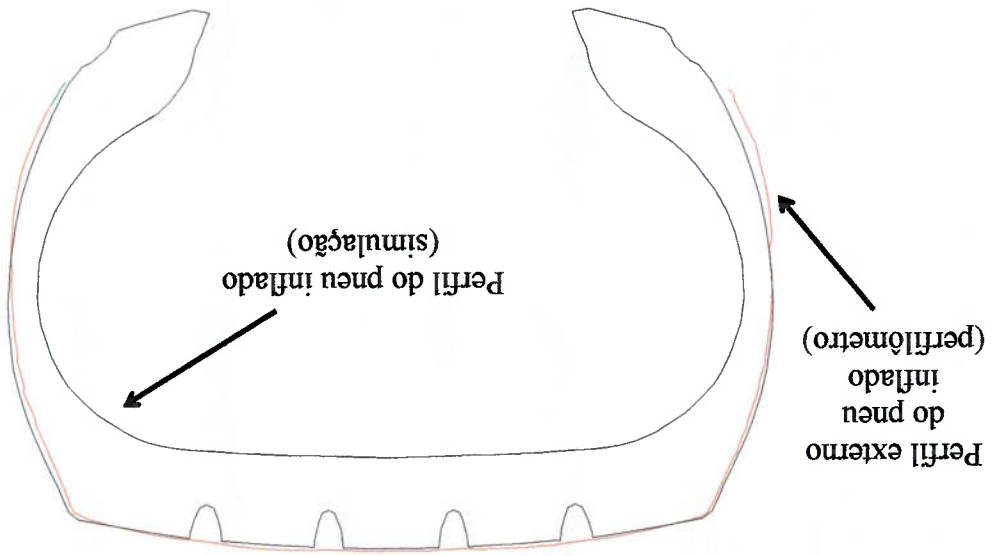 Perfil externo
do pneu
inflado
(perfilômetro)
Perfil do pneu inflado
(simulação)